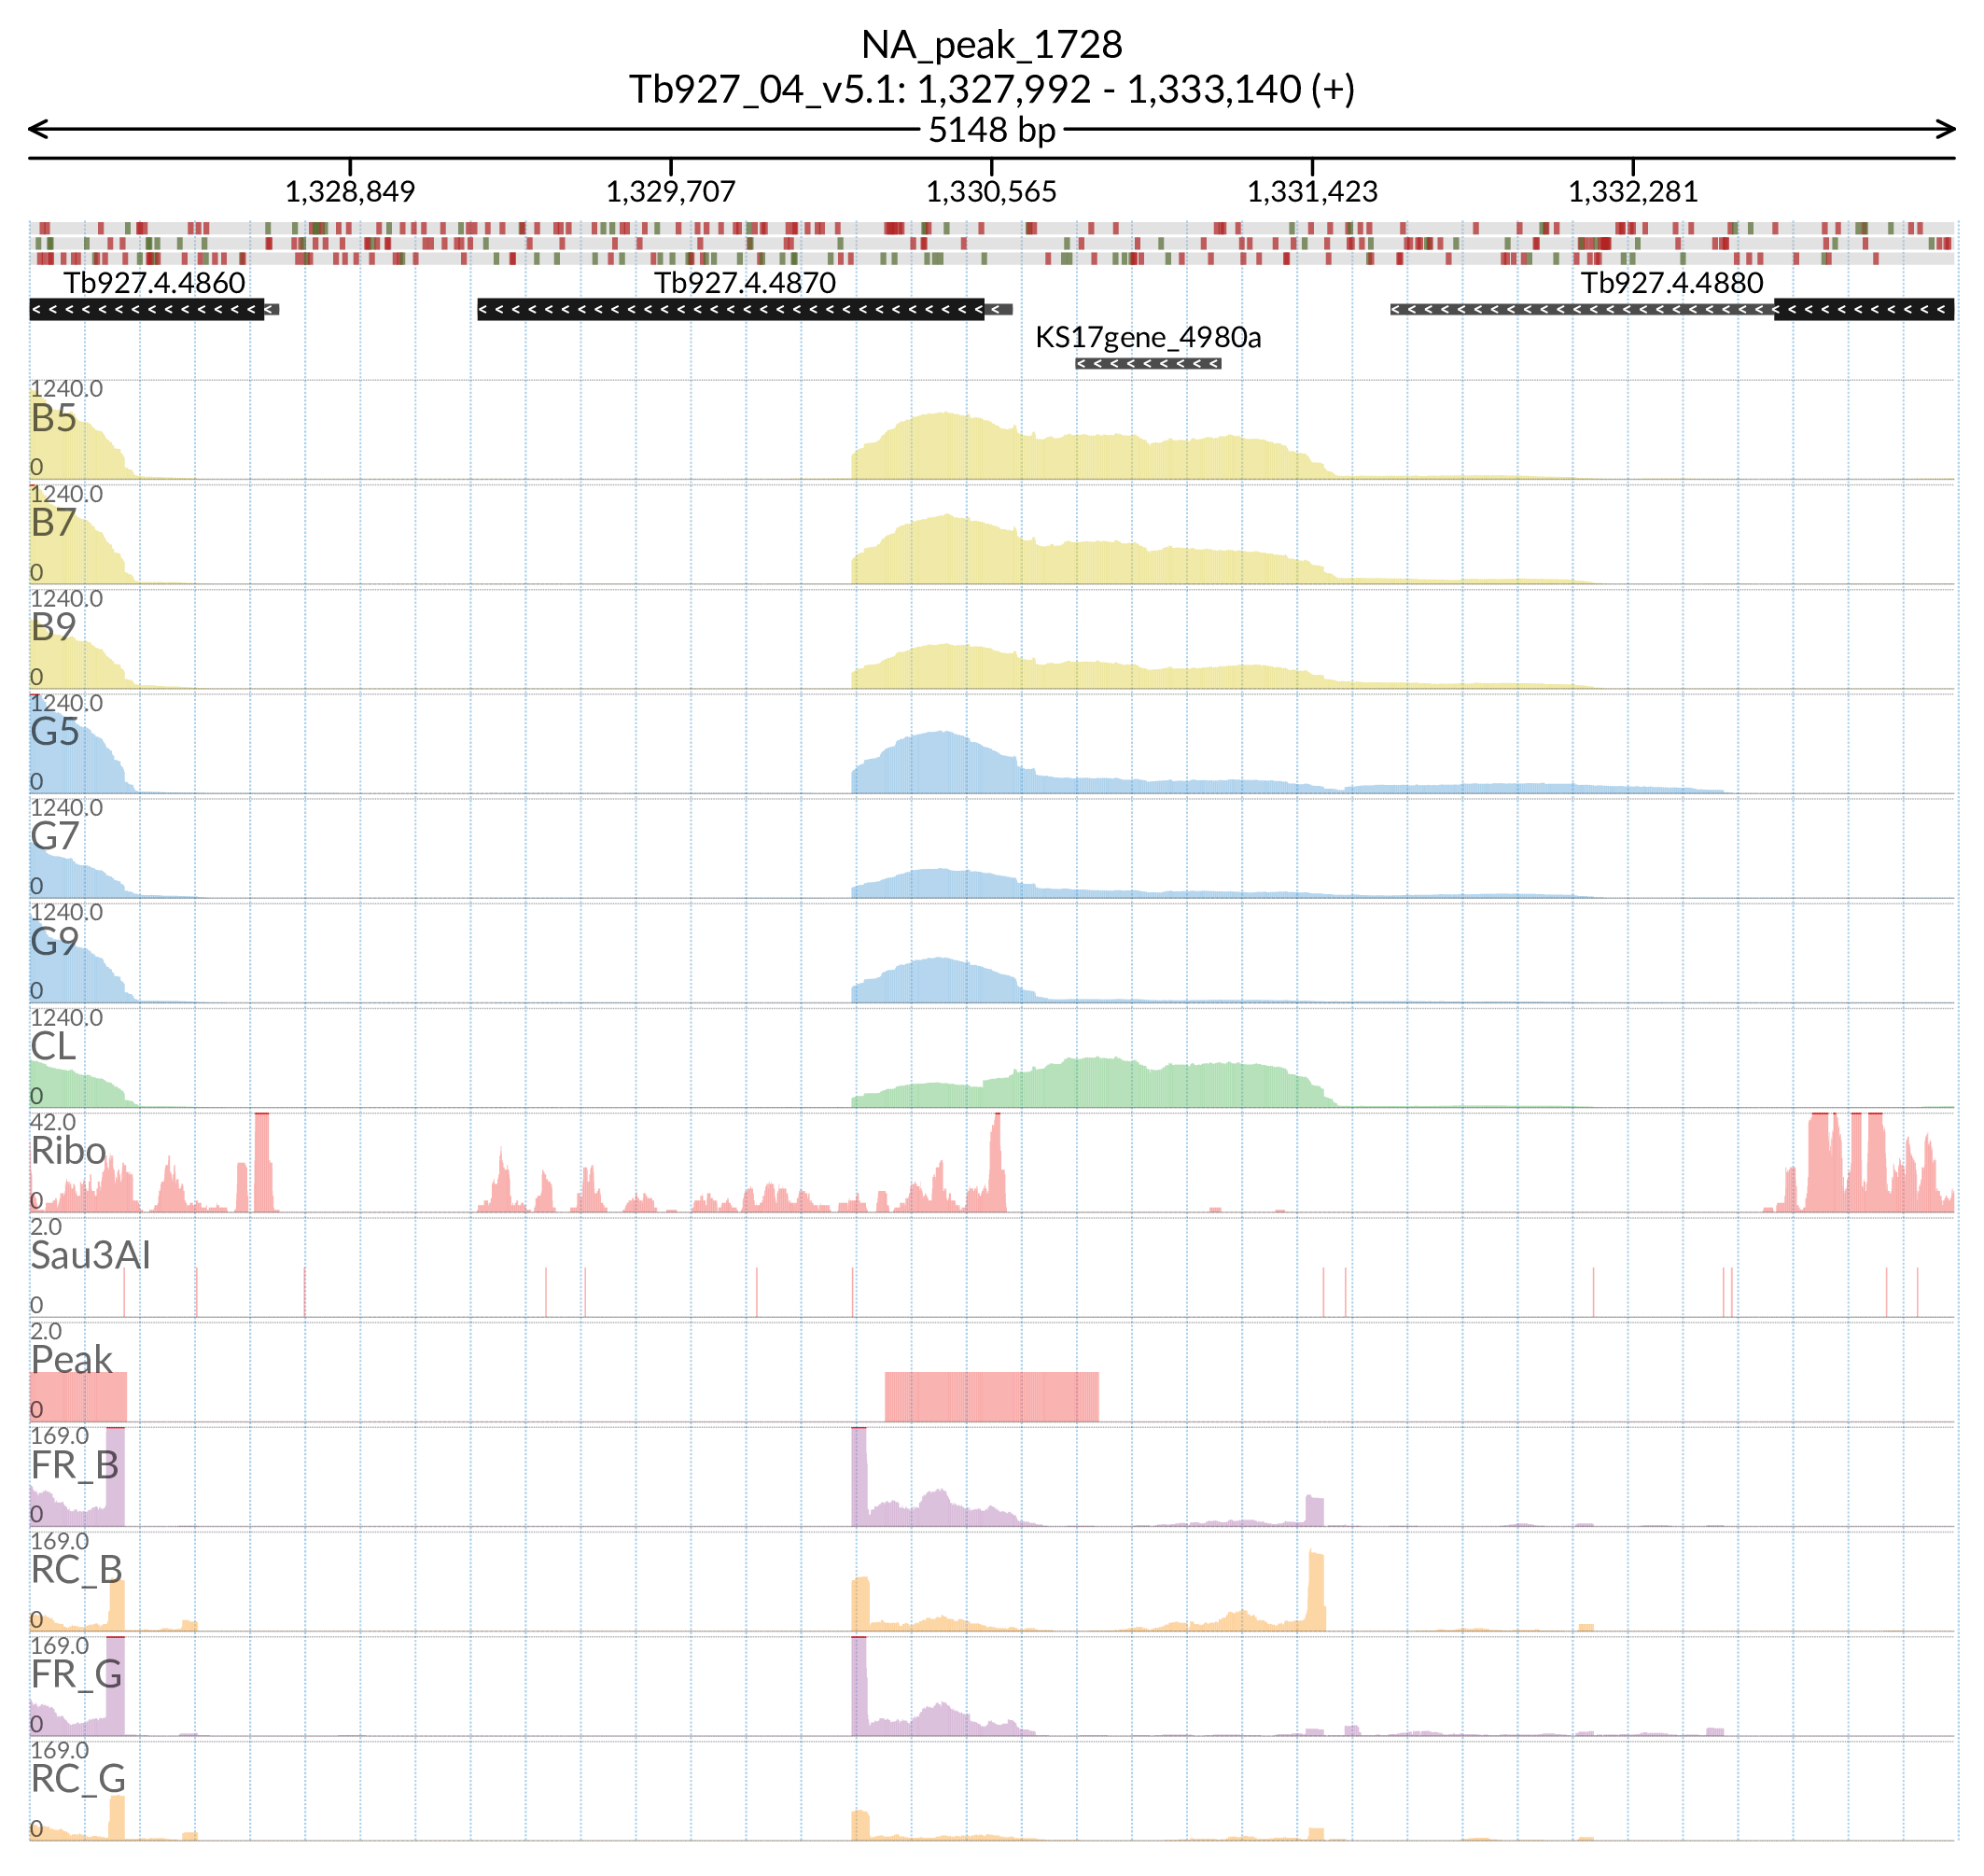 NA_peak_1728
Tb927_04_v5.1: 1,327,992 - 1,333,140 (+)
5148 bp
1,328,849 1,329,707 1,330,565 1,331,423 1,332,281
Tb927.4.4860 Tb927.4.4870 Tb927.4.4880
KS17gene_4980a
1240.0
B5
0
1240.0
B7
0
1240.0
B9
0
1240.0
G5
0
1240.0
G7
0
1240.0
G9
0
1240.0
CL
0
42.0
Ribo
0
2.0
Sau3AI
0
2.0
Peak
0
169.0
FR_B
0
169.0
RC_B
0
169.0
FR_G
0
169.0
RC_G
0